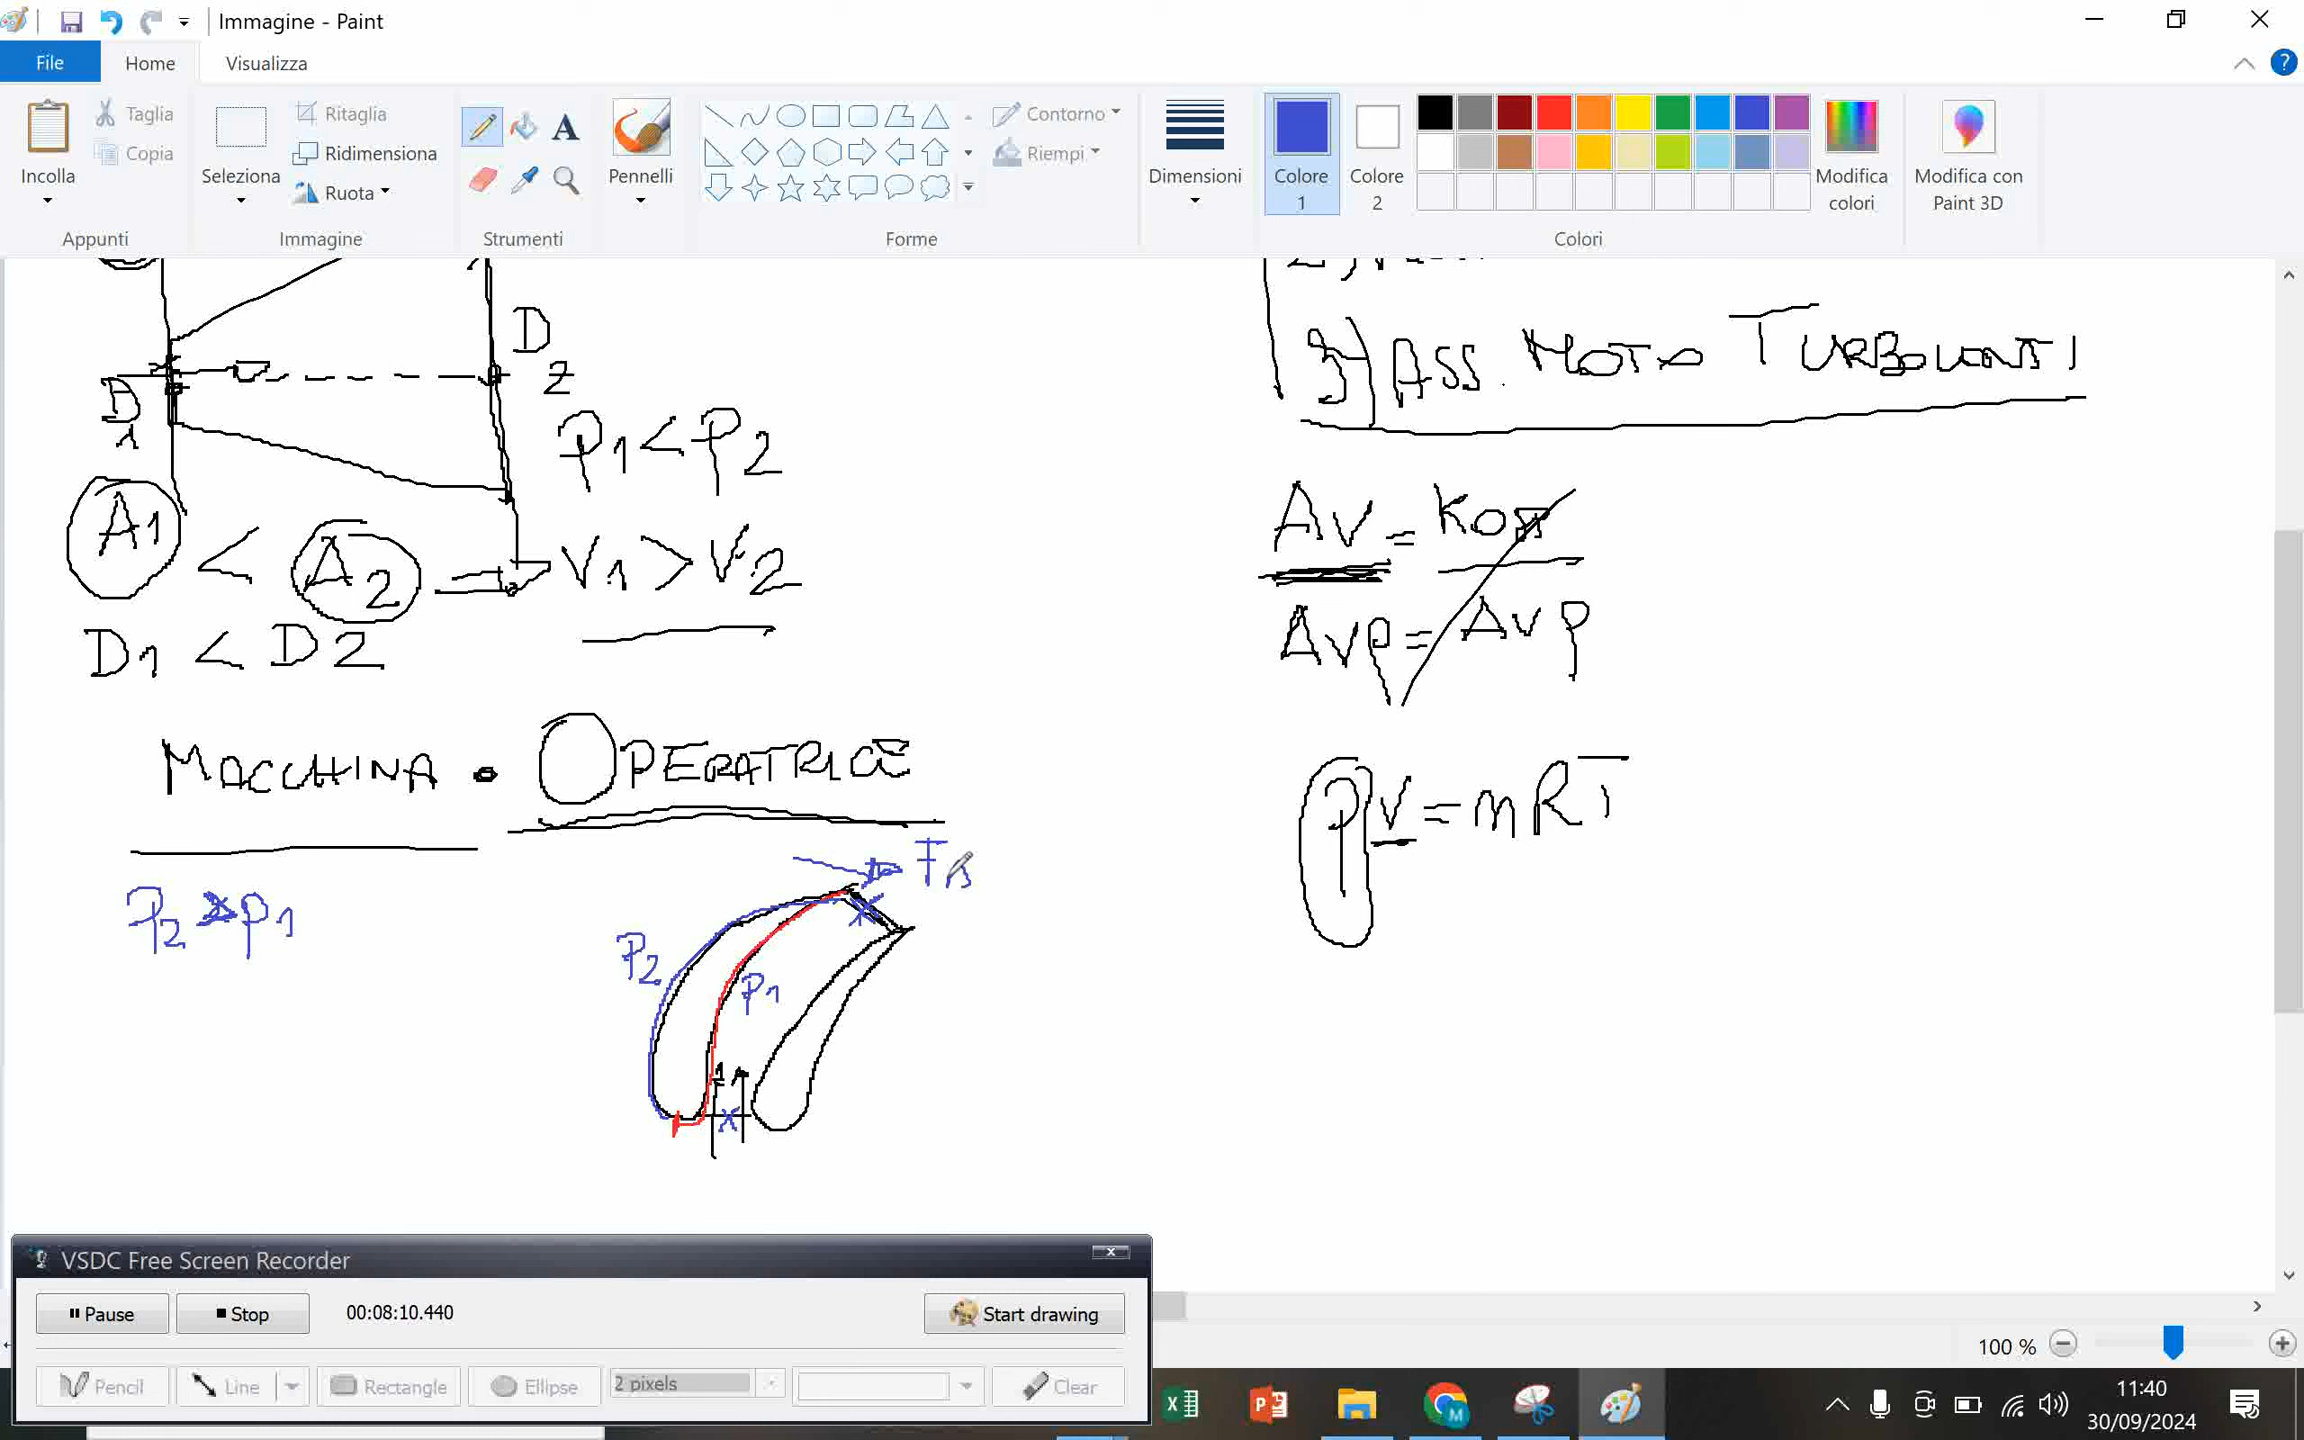 Immagine - Paint
File Home Visualizza
Incolla Taglia Copia Appunti
Seleziona Ritaglia Ridimensiona Ruota Immagine
Strumenti
Pennelli
Forme Contorno Riempi
Dimensioni
Colore 1 Colore 2 Modifica colori Colori
Modifica con Paint 3D
D 2
D 1
P1 < P2
A1 < A2 V1 > V2
D1 < D2
MACCHINA OPERATRICE
P2 P1
P2
P1
1
3) ASS. MOTO TURBOLENTI
AV =
AVρ = AVρ
PV = mRT
VSDC Free Screen Recorder
Pause Stop 00:08:10.440 Start drawing
Pencil Line Rectangle Ellipse 2 pixels Clear
100 %
11:40
30/09/2024